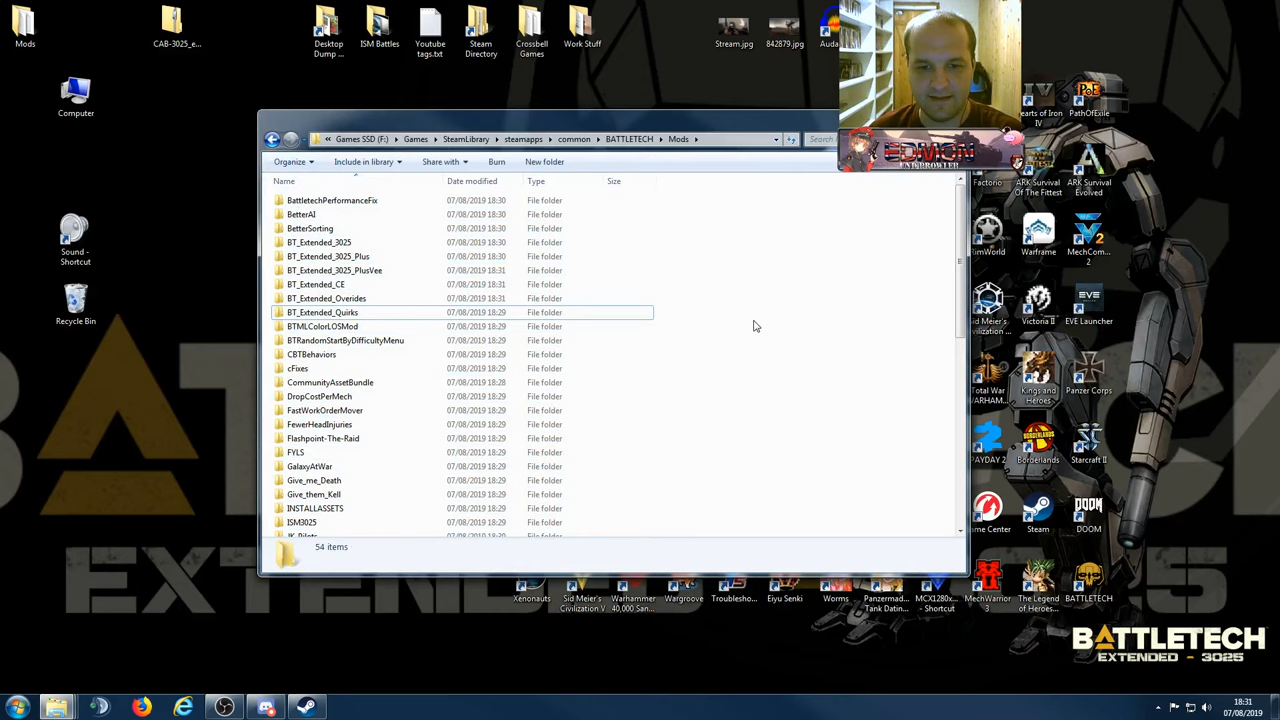 Mods
CAB-3025_e...
Desktop Dump ...
ISM Battles
Youtube tags.txt
Steam Directory
Crossbell Games
Work Stuff
Stream.jpg
842879.jpg
Computer
PathOfExile
EDMON
Games SSD (F:) ▸ Games ▸ SteamLibrary ▸ steamapps ▸ common ▸ BATTLETECH ▸ Mods ▸
Organize
Include in library
Share with
Burn
New folder
Name
Date modified
Type
Size
BattletechPerformanceFix 07/08/2019 18:30 File folder
BetterAI 07/08/2019 18:30 File folder
BetterSorting 07/08/2019 18:30 File folder
BT_Extended_3025 07/08/2019 18:30 File folder
BT_Extended_3025_Plus 07/08/2019 18:30 File folder
BT_Extended_3025_PlusVee 07/08/2019 18:31 File folder
BT_Extended_CE 07/08/2019 18:31 File folder
BT_Extended_Overides 07/08/2019 18:31 File folder
BT_Extended_Quirks 07/08/2019 18:29 File folder
BTMLColorLOSMod 07/08/2019 18:29 File folder
BTRandomStartByDifficultyMenu 07/08/2019 18:29 File folder
CBTBehaviors 07/08/2019 18:29 File folder
cFixes 07/08/2019 18:29 File folder
CommunityAssetBundle 07/08/2019 18:28 File folder
DropCostPerMech 07/08/2019 18:29 File folder
FastWorkOrderMover 07/08/2019 18:29 File folder
FewerHeadInjuries 07/08/2019 18:29 File folder
Flashpoint-The-Raid 07/08/2019 18:29 File folder
FYLS 07/08/2019 18:29 File folder
GalaxyAtWar 07/08/2019 18:29 File folder
Give_me_Death 07/08/2019 18:29 File folder
Give_them_Kell 07/08/2019 18:29 File folder
INSTALLASSETS 07/08/2019 18:29 File folder
ISM3025 07/08/2019 18:29 File folder
54 items
Sound - Shortcut
Recycle Bin
Factorio
ARK Survival Of The Fittest
ARK Survival Evolved
Warframe
MechCom... 2
Victoria II
EVE Launcher
Kings and Heroes
Panzer Corps
PAYDAY 2
Borderlands
Starcraft II
Steam
DOOM
Xenonauts
Sid Meier's Civilization V
Warhammer 40,000 San...
Wargroove
Troublesho...
Eiyu Senki
Worms
Panzermad... Tank Datin...
MCX1280x... - Shortcut
MechWarrior 3
The Legend of Heroes...
BATTLETECH
EXTENDED
BATTLETECH
EXTENDED - 3025
18:31
07/08/2019